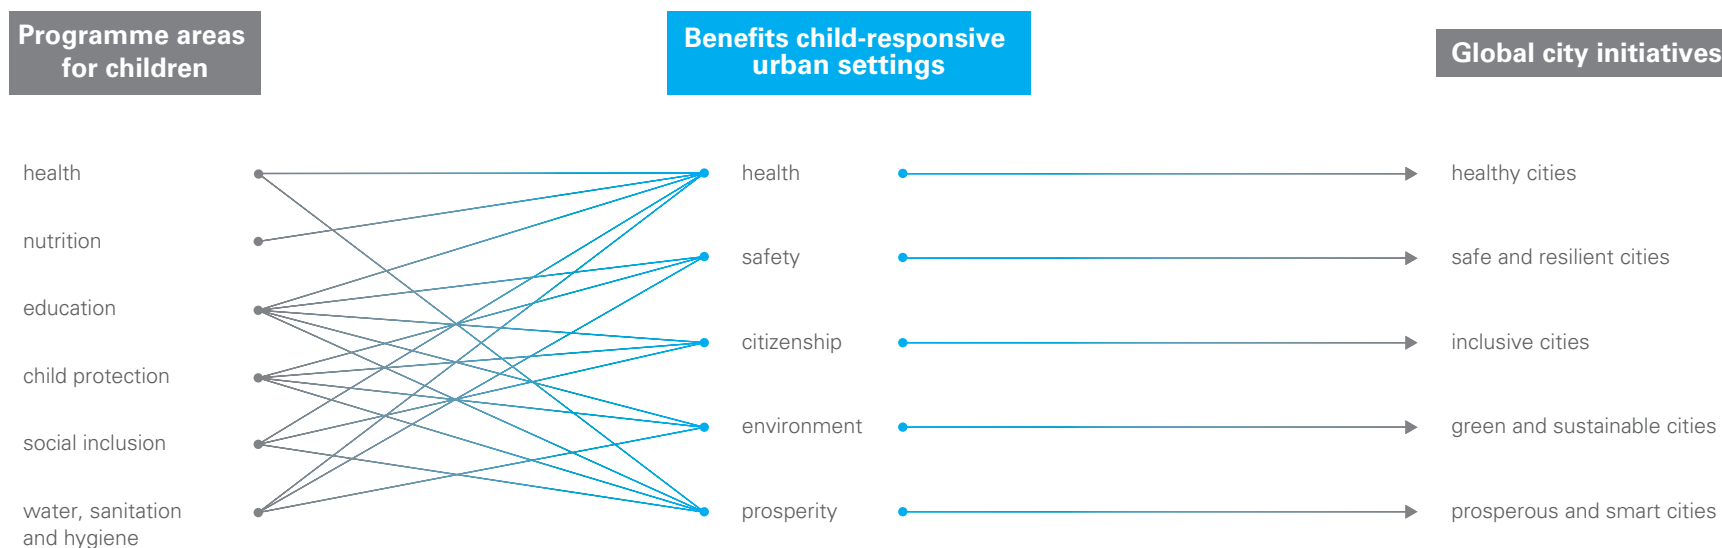 Programme areas
for children
Benefits child-responsive
urban settings
Global city initiatives
health
health
healthy cities
nutrition
safety
safe and resilient cities
education
citizenship
inclusive cities
child protection
environment
green and sustainable cities
social inclusion
prosperity
prosperous and smart cities
water, sanitation
and hygiene